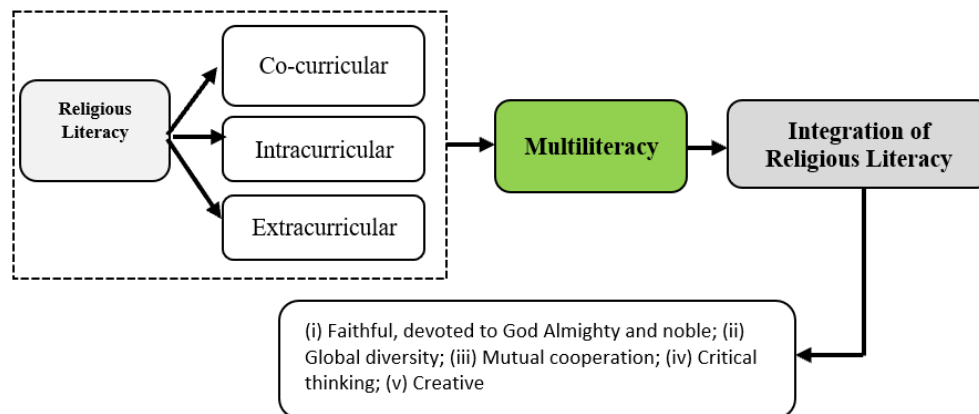 Religious
Literacy
Co-curricular
Intracurricular
Extracurricular
Multiliteracy
Integration of
Religious Literacy
(i) Faithful, devoted to God Almighty and noble; (ii)
Global diversity; (iii) Mutual cooperation; (iv) Critical
thinking; (v) Creative